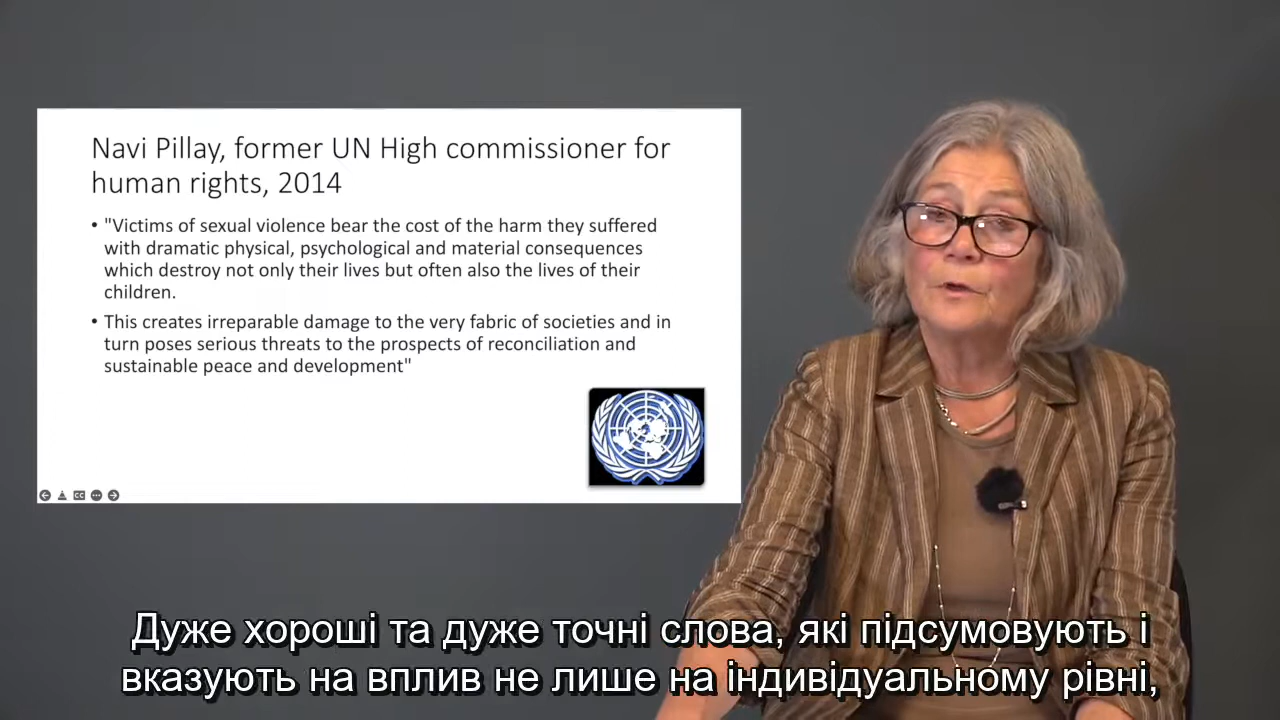 Navi Pillay, former UN High commissioner for
human rights, 2014
• "Victims of sexual violence bear the cost of the harm they suffered
with dramatic physical, psychological and material consequences
which destroy not only their lives but often also the lives of their
children.
• This creates irreparable damage to the very fabric of societies and in
turn poses serious threats to the prospects of reconciliation and
sustainable peace and development"
CC
Дуже хороші та дуже точні слова, які підсумовують і
вказують на вплив не лише на індивідуальному рівні,